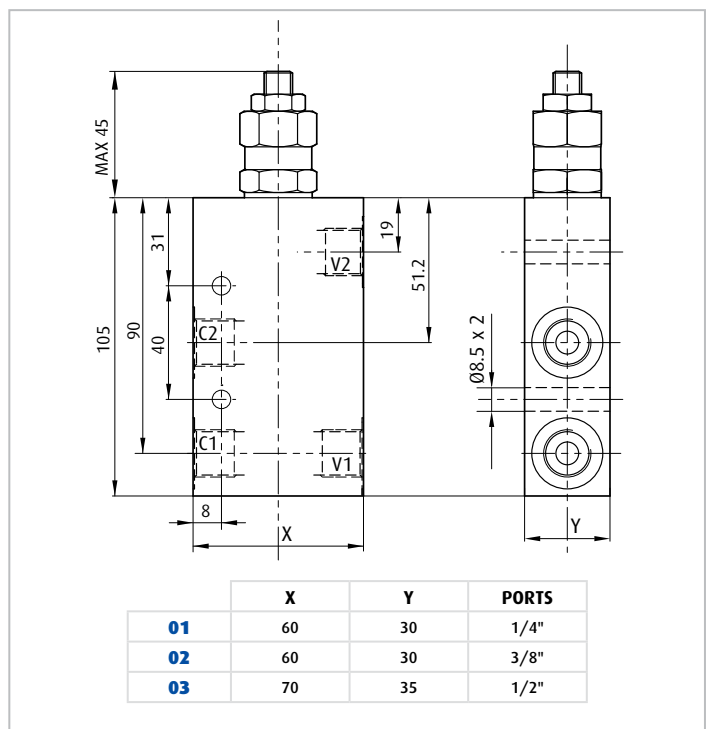 MAX 45
31
19
V2
51.2
C2
105
90
40
Ø8.5 x 2
C1
V1
8
X
Y
X Y PORTS
01 60 30 1/4"
02 60 30 3/8"
03 70 35 1/2"